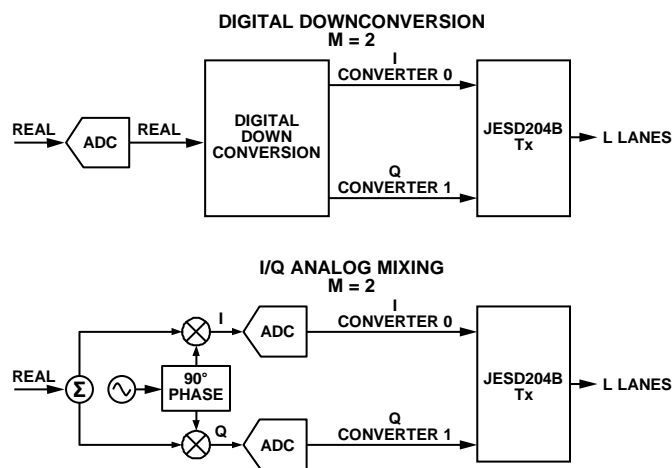 DIGITAL DOWNCONVERSION
M = 2
I
CONVERTER 0
REAL
ADC
REAL
DIGITAL
DOWN
CONVERSION
JESD204B
Tx
L LANES
Q
CONVERTER 1
I/Q ANALOG MIXING
M = 2
I
ADC
I
CONVERTER 0
REAL
Σ
90°
PHASE
JESD204B
Tx
L LANES
Q
ADC
Q
CONVERTER 1